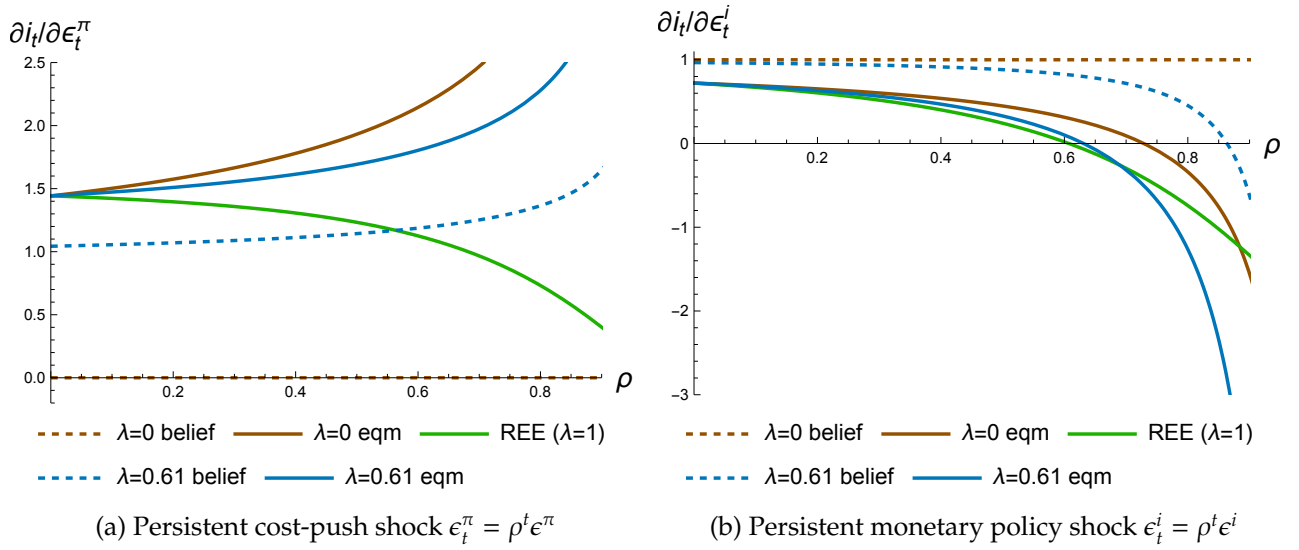 ∂i_t/∂ϵ_t^π
2.5
2.0
1.5
1.0
0.5
0.0
0.2
0.4
0.6
0.8
ρ
λ=0 belief
λ=0 eqm
REE (λ=1)
λ=0.61 belief
λ=0.61 eqm
(a) Persistent cost-push shock ϵ_t^π = ρ^t ϵ^π
∂i_t/∂ϵ_t^i
1
0
−1
−2
−3
0.2
0.4
0.6
0.8
ρ
λ=0 belief
λ=0 eqm
REE (λ=1)
λ=0.61 belief
λ=0.61 eqm
(b) Persistent monetary policy shock ϵ_t^i = ρ^t ϵ^i